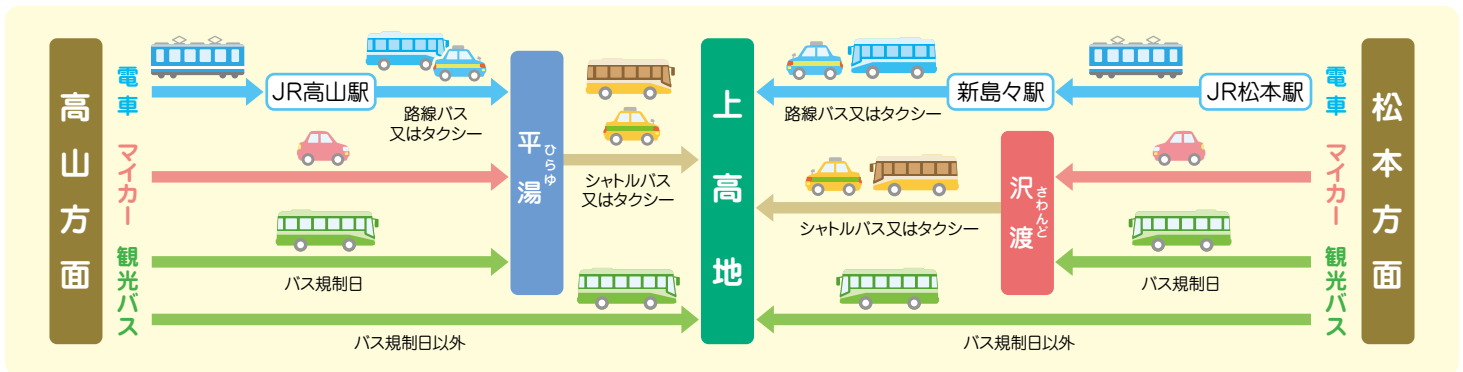 高山方面
電車
マイカー
観光バス
JR高山駅
路線バス
又はタクシー
平湯
ひらゆ
シャトルバス
又はタクシー
バス規制日
バス規制日以外
上高地
路線バス又はタクシー
新島々駅
JR松本駅
シャトルバス又はタクシー
沢渡
さわんど
バス規制日
バス規制日以外
電車
マイカー
観光バス
松本方面